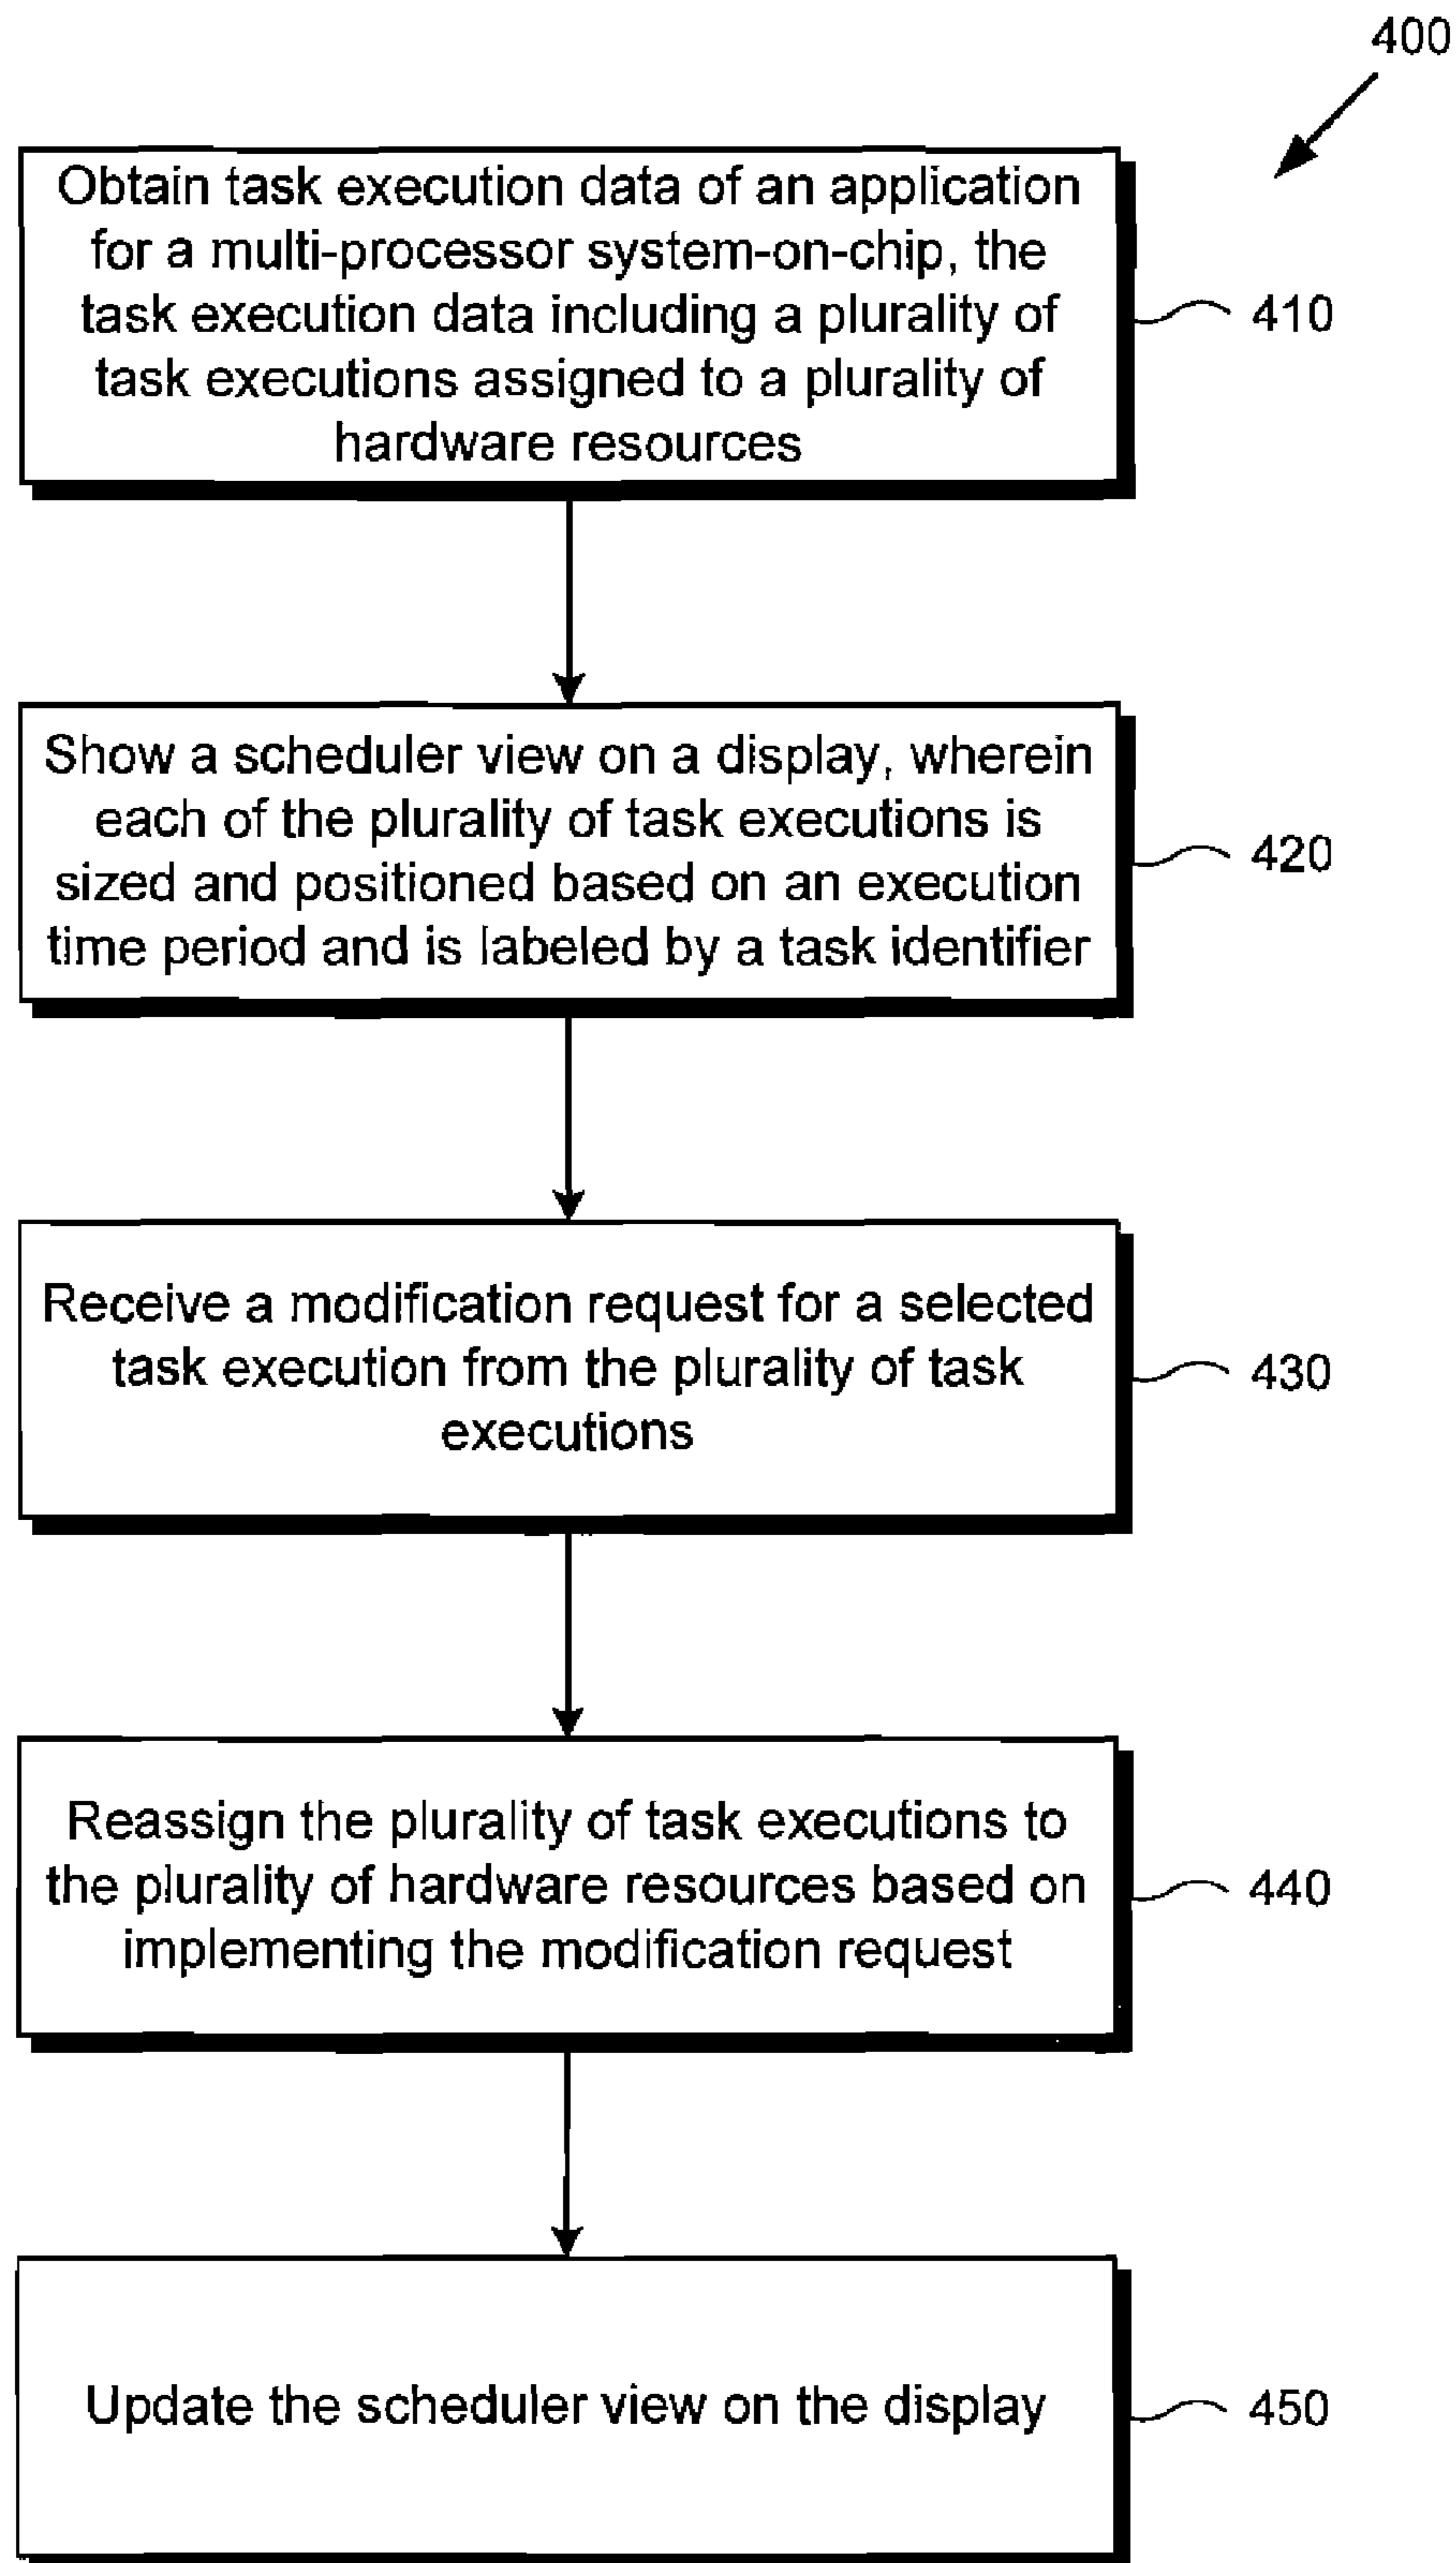 400
Obtain task execution data of an application
for a multi-processor system-on-chip, the
task execution data including a plurality of
task executions assigned to a plurality of
hardware resources
410
Show a scheduler view on a display, wherein
each of the plurality of task executions is
sized and positioned based on an execution
time period and is labeled by a task identifier
420
Receive a modification request for a selected
task execution from the plurality of task
executions
430
Reassign the plurality of task executions to
the plurality of hardware resources based on
implementing the modification request
440
Update the scheduler view on the display
450